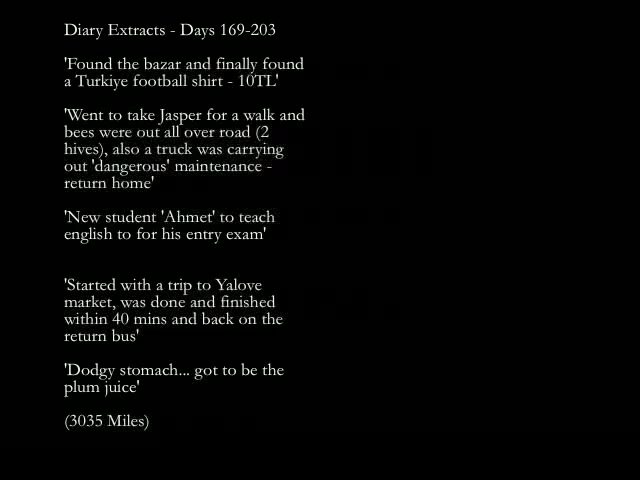 Diary Extracts - Days 169-203
'Found the bazar and finally found
a Turkiye football shirt - 10TL'
'Went to take Jasper for a walk and
bees were out all over road (2
hives), also a truck was carrying
out 'dangerous' maintenance -
return home'
'New student 'Ahmet' to teach
english to for his entry exam'
'Started with a trip to Yalove
market, was done and finished
within 40 mins and back on the
return bus'
'Dodgy stomach... got to be the
plum juice'
(3035 Miles)